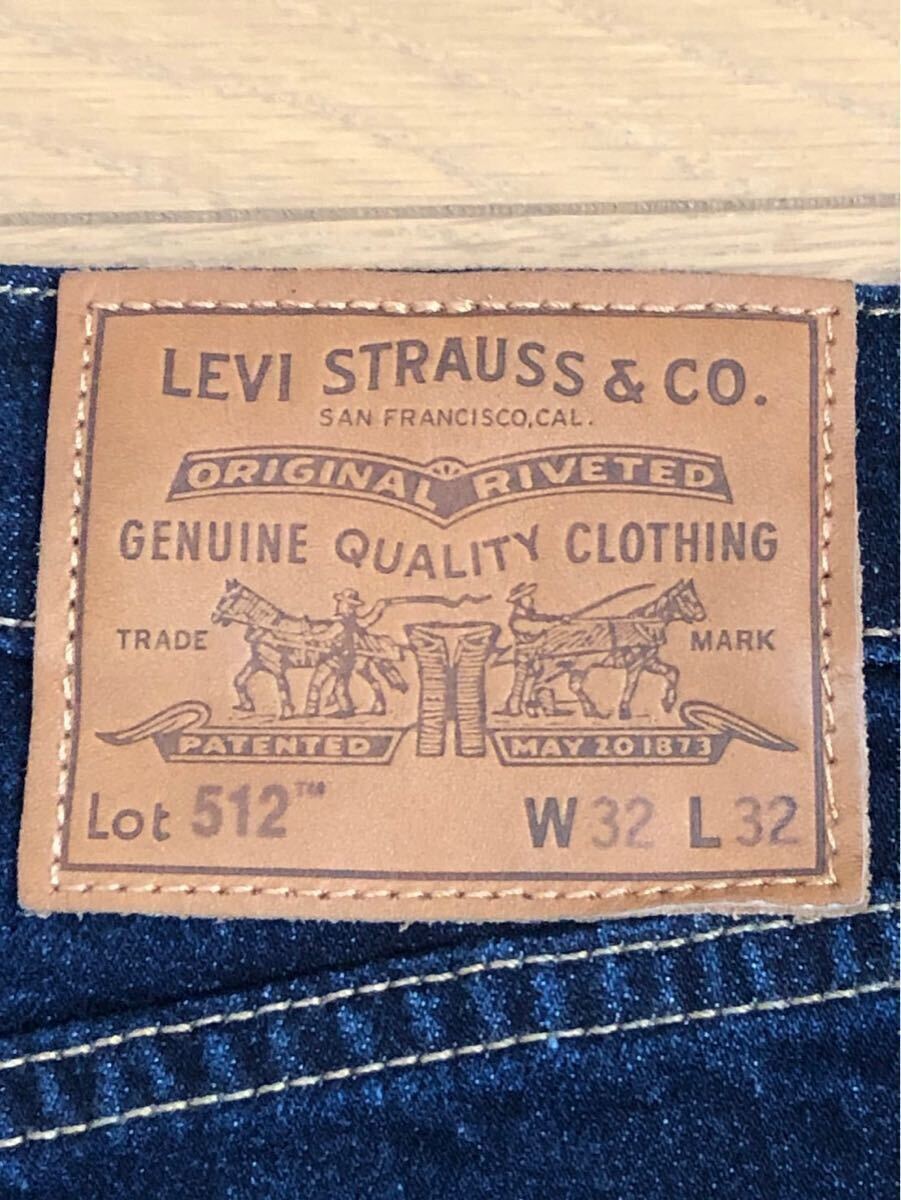 LEVI STRAUSS & CO.
SAN FRANCISCO, CAL.
ORIGINAL RIVETED
GENUINE QUALITY CLOTHING
TRADE MARK
PATENTED MAY 20 1873
Lot 512™ W 32 L 32